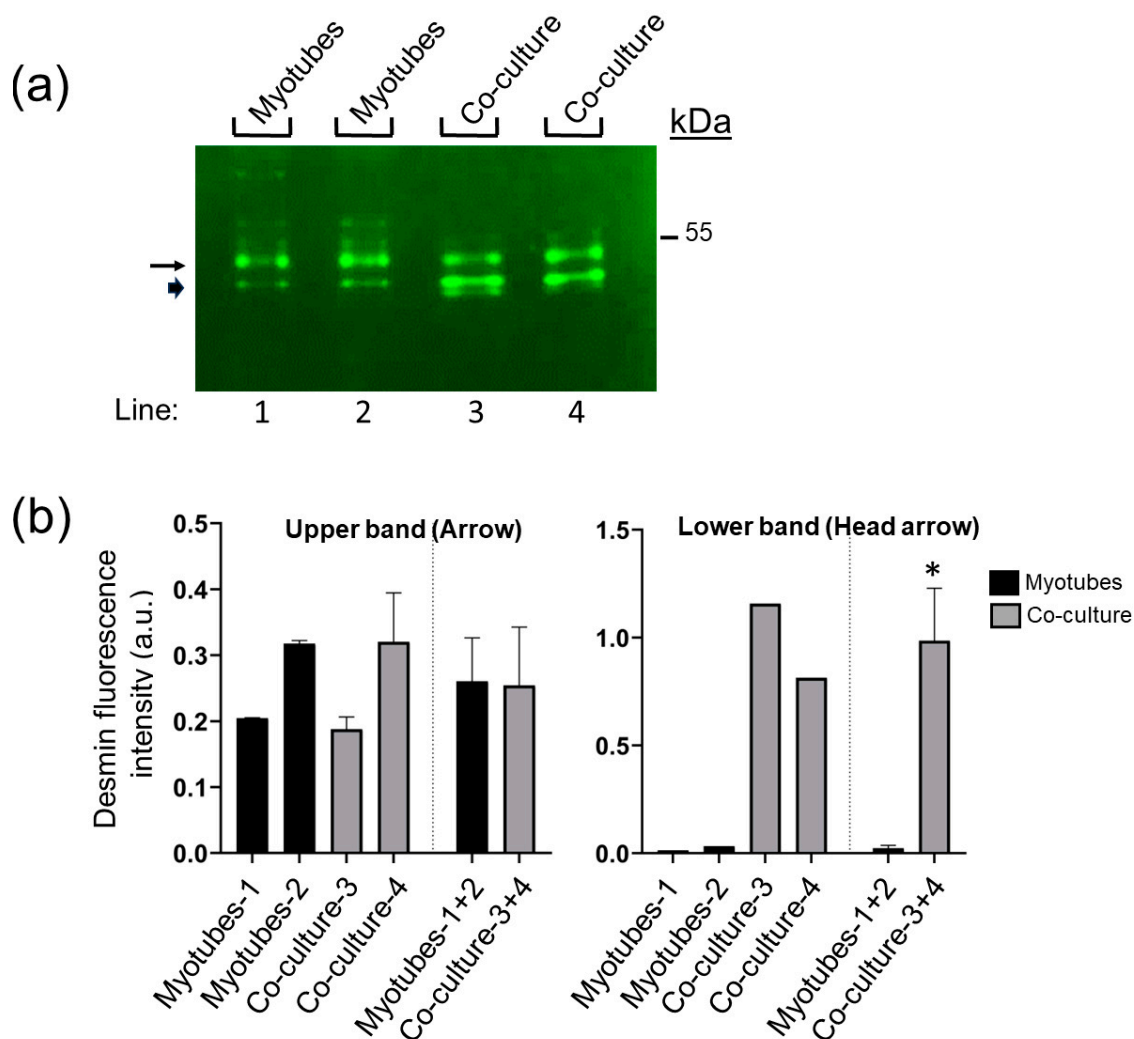 (a)
Myotubes
Myotubes
Co-culture
Co-culture
kDa
55
Line:
1
2
3
4
(b)
Desmin fluorescence
intensity (a.u.)
Upper band (Arrow)
0.5
0.4
0.3
0.2
0.1
0.0
Myotubes-1
Myotubes-2
Co-culture-3
Co-culture-4
Myotubes-1+2
Co-culture-3+4
Lower band (Head arrow)
1.5
1.0
0.5
0.0
*
Myotubes-1
Myotubes-2
Co-culture-3
Co-culture-4
Myotubes-1+2
Co-culture-3+4
Myotubes
Co-culture